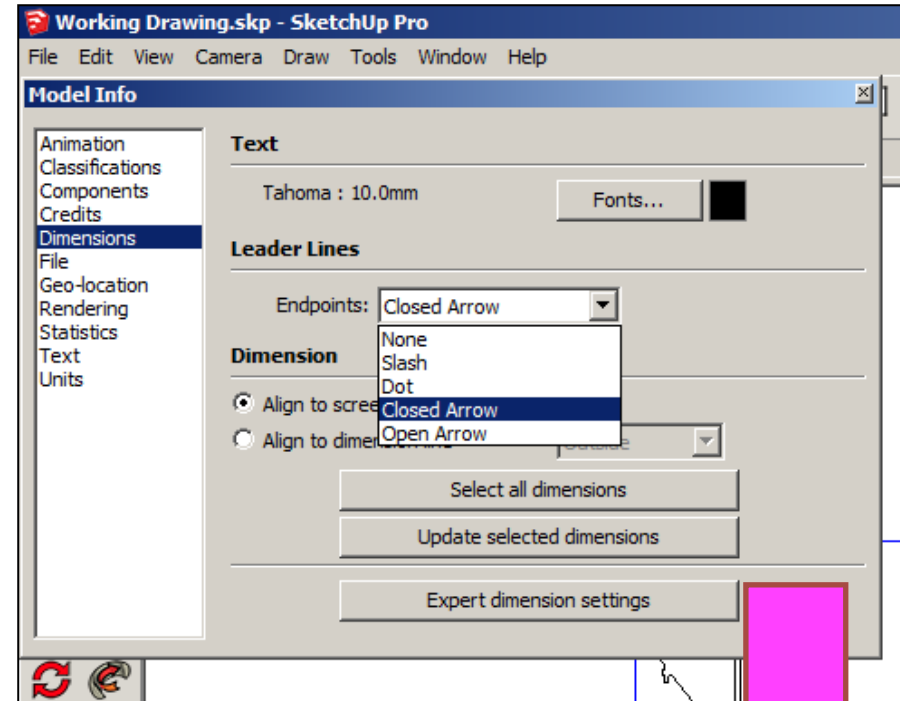 Working Drawing.skp - SketchUp Pro
File Edit View Camera Draw Tools Window Help
Model Info
Animation
Classifications
Components
Credits
Dimensions
File
Geo-location
Rendering
Statistics
Text
Units
Text
Tahoma : 10.0mm
Fonts...
Leader Lines
Endpoints: Closed Arrow
None
Slash
Dot
Closed Arrow
Open Arrow
Dimension
Align to scree
Align to dimension line
Outside
Select all dimensions
Update selected dimensions
Expert dimension settings